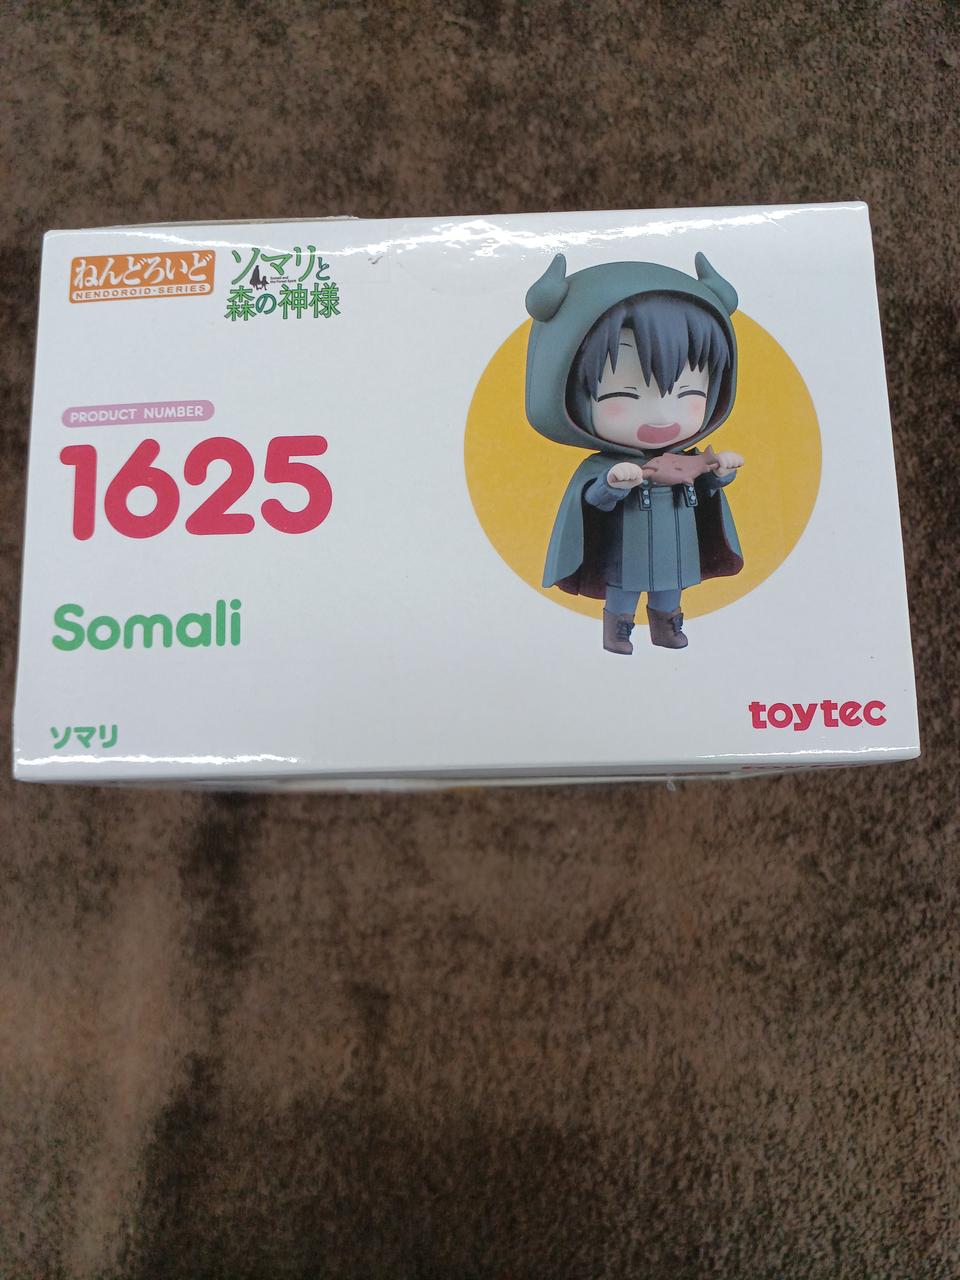 ねんどろいど
NENDOROID-SERIES
ソマリと
森の神様
PRODUCT NUMBER
1625
Somali
ソマリ
toytec